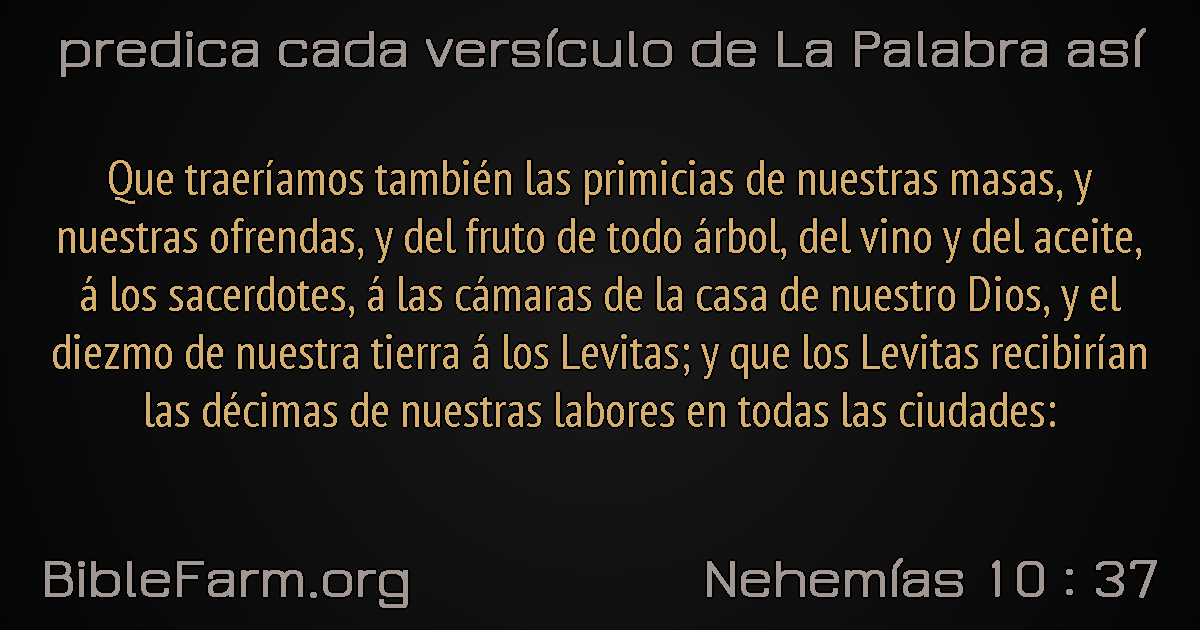 predica cada versículo de La Palabra así
Que traeríamos también las primicias de nuestras masas, y
nuestras ofrendas, y del fruto de todo árbol, del vino y del aceite,
á los sacerdotes, á las cámaras de la casa de nuestro Dios, y el
diezmo de nuestra tierra á los Levitas; y que los Levitas recibirían
las décimas de nuestras labores en todas las ciudades:
BibleFarm.org
Nehemías 10 : 37